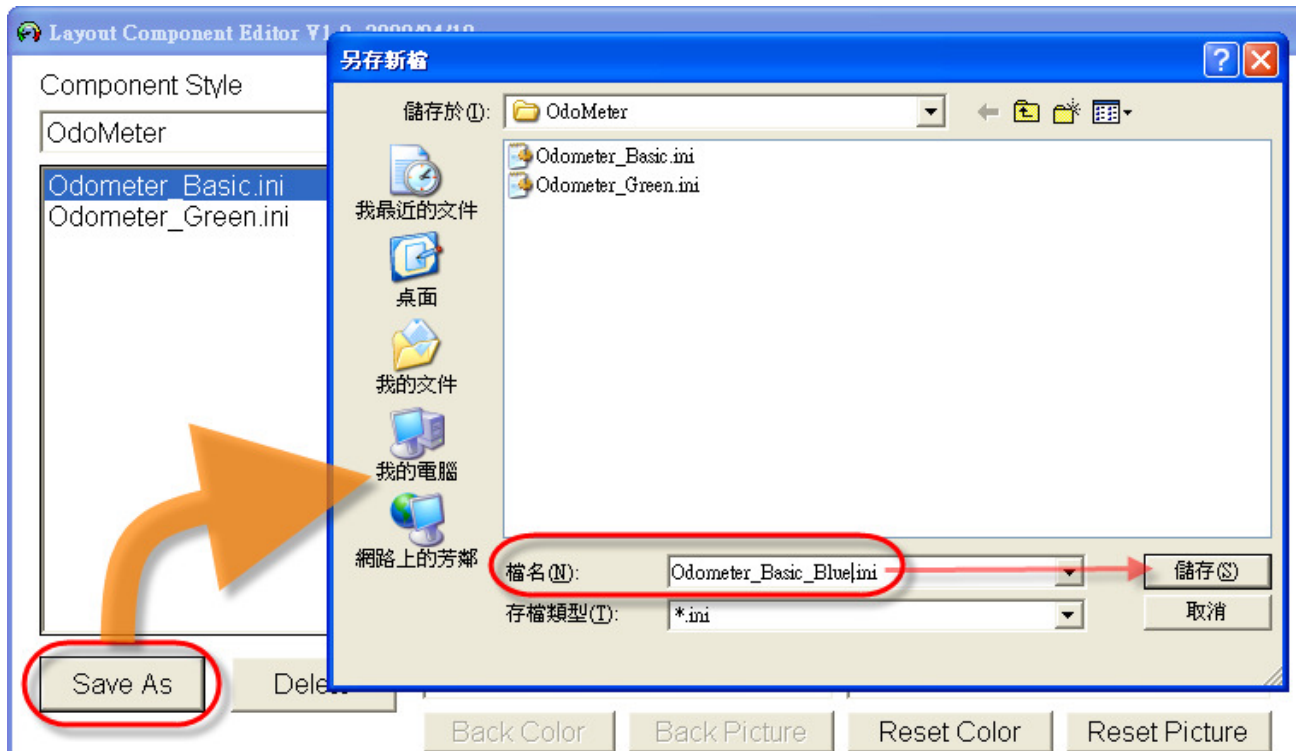 Layout Component Editor V1.0 2009/04/10
Component Style
OdoMeter
Odometer_Basic.ini
Odometer_Green.ini
Save As
另存新檔
儲存於(I):
OdoMeter
Odometer_Basic.ini
Odometer_Green.ini
我最近的文件
桌面
我的文件
我的電腦
網路上的芳鄰
檔名(N):
Odometer_Basic_Blue.ini
儲存(S)
存檔類型(T):
*.ini
取消
Back Color
Back Picture
Reset Color
Reset Picture